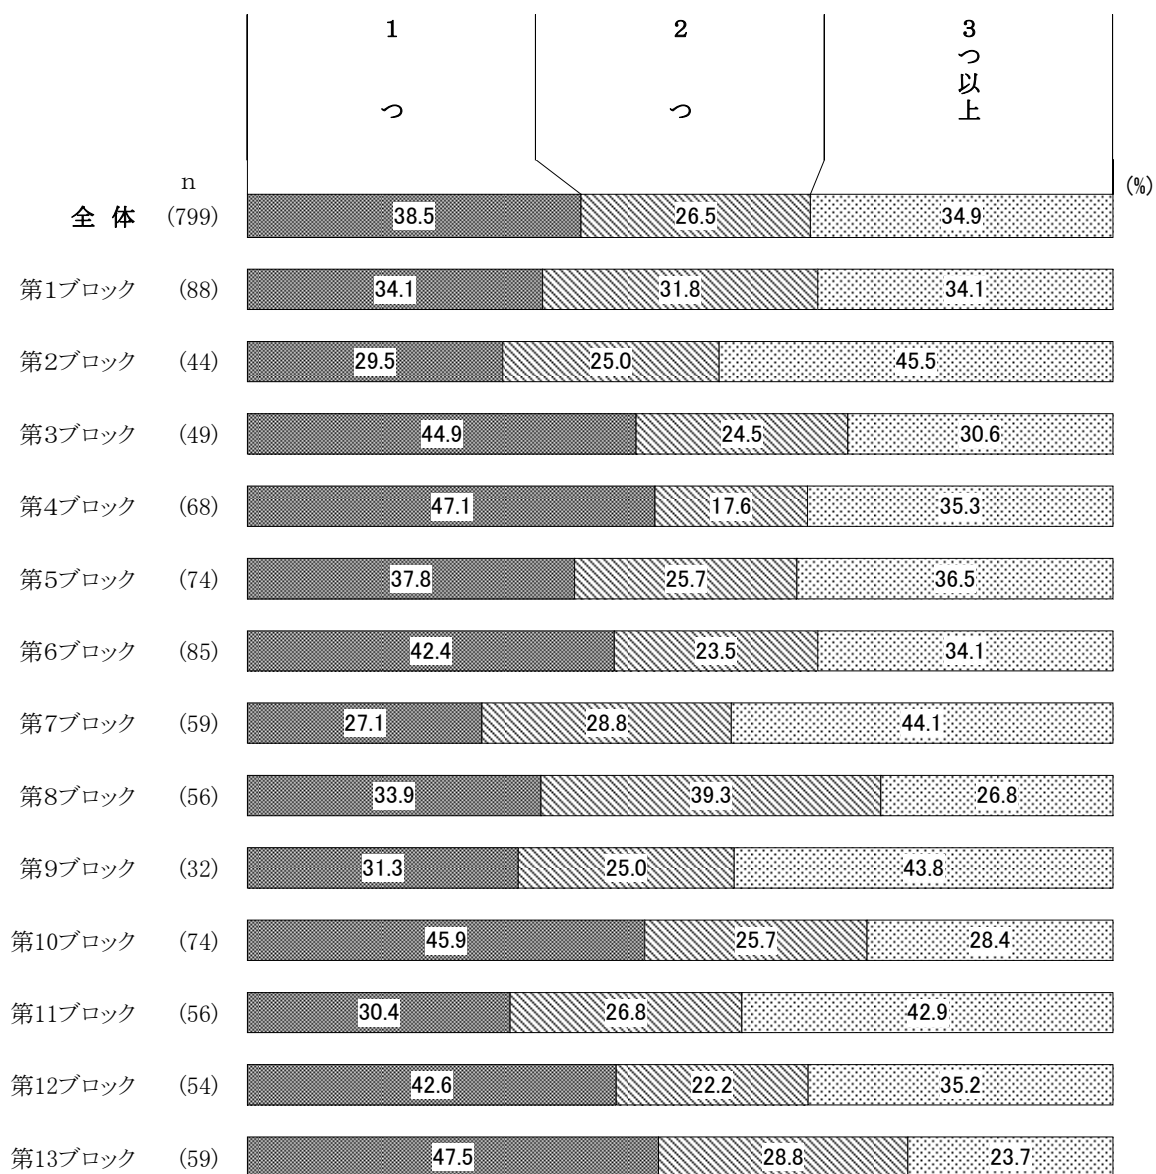 1つ
2つ
3つ以上
n
(%)
全体 (799) 38.5 26.5 34.9
第1ブロック (88) 34.1 31.8 34.1
第2ブロック (44) 29.5 25.0 45.5
第3ブロック (49) 44.9 24.5 30.6
第4ブロック (68) 47.1 17.6 35.3
第5ブロック (74) 37.8 25.7 36.5
第6ブロック (85) 42.4 23.5 34.1
第7ブロック (59) 27.1 28.8 44.1
第8ブロック (56) 33.9 39.3 26.8
第9ブロック (32) 31.3 25.0 43.8
第10ブロック (74) 45.9 25.7 28.4
第11ブロック (56) 30.4 26.8 42.9
第12ブロック (54) 42.6 22.2 35.2
第13ブロック (59) 47.5 28.8 23.7